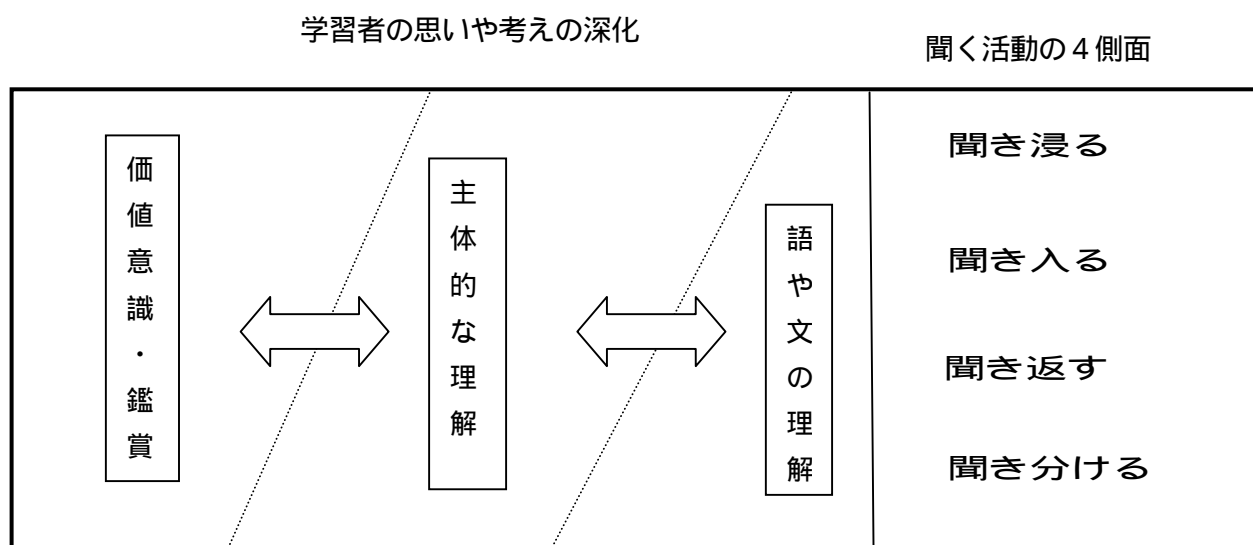 学習者の思いや考えの深化
聞く活動の４側面
価値意識・鑑賞
主体的な理解
語や文の理解
聞き浸る
聞き入る
聞き返す
聞き分ける